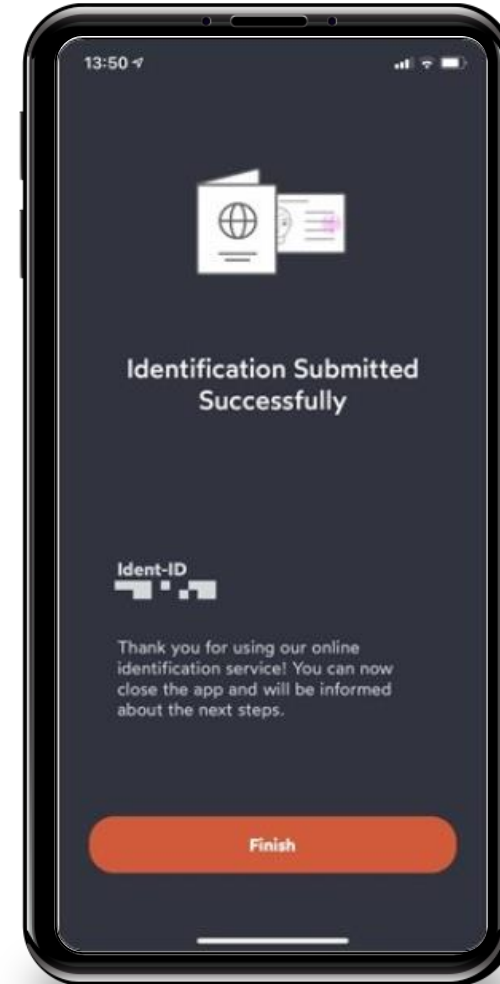 13:50
Identification Submitted
Successfully
Ident-ID
Thank you for using our online
identification service! You can now
close the app and will be informed
about the next steps.
Finish